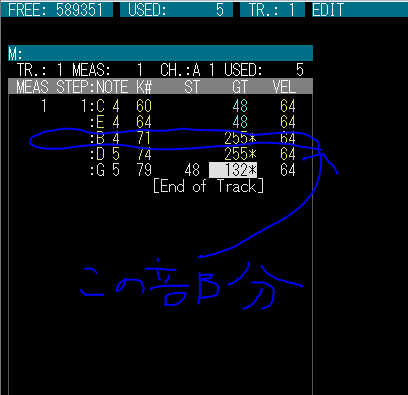 FREE: 589351 USED: 5 TR.: 1 EDIT
M:
TR.: 1 MEAS: 1 CH.:A 1 USED: 5
MEAS STEP:NOTE K# ST GT VEL
1 1:C 4 60 48 64
:E 4 64 48 64
:B 4 71 255* 64
:D 5 74 255* 64
:G 5 79 48 132* 64
[End of Track]
この音B分